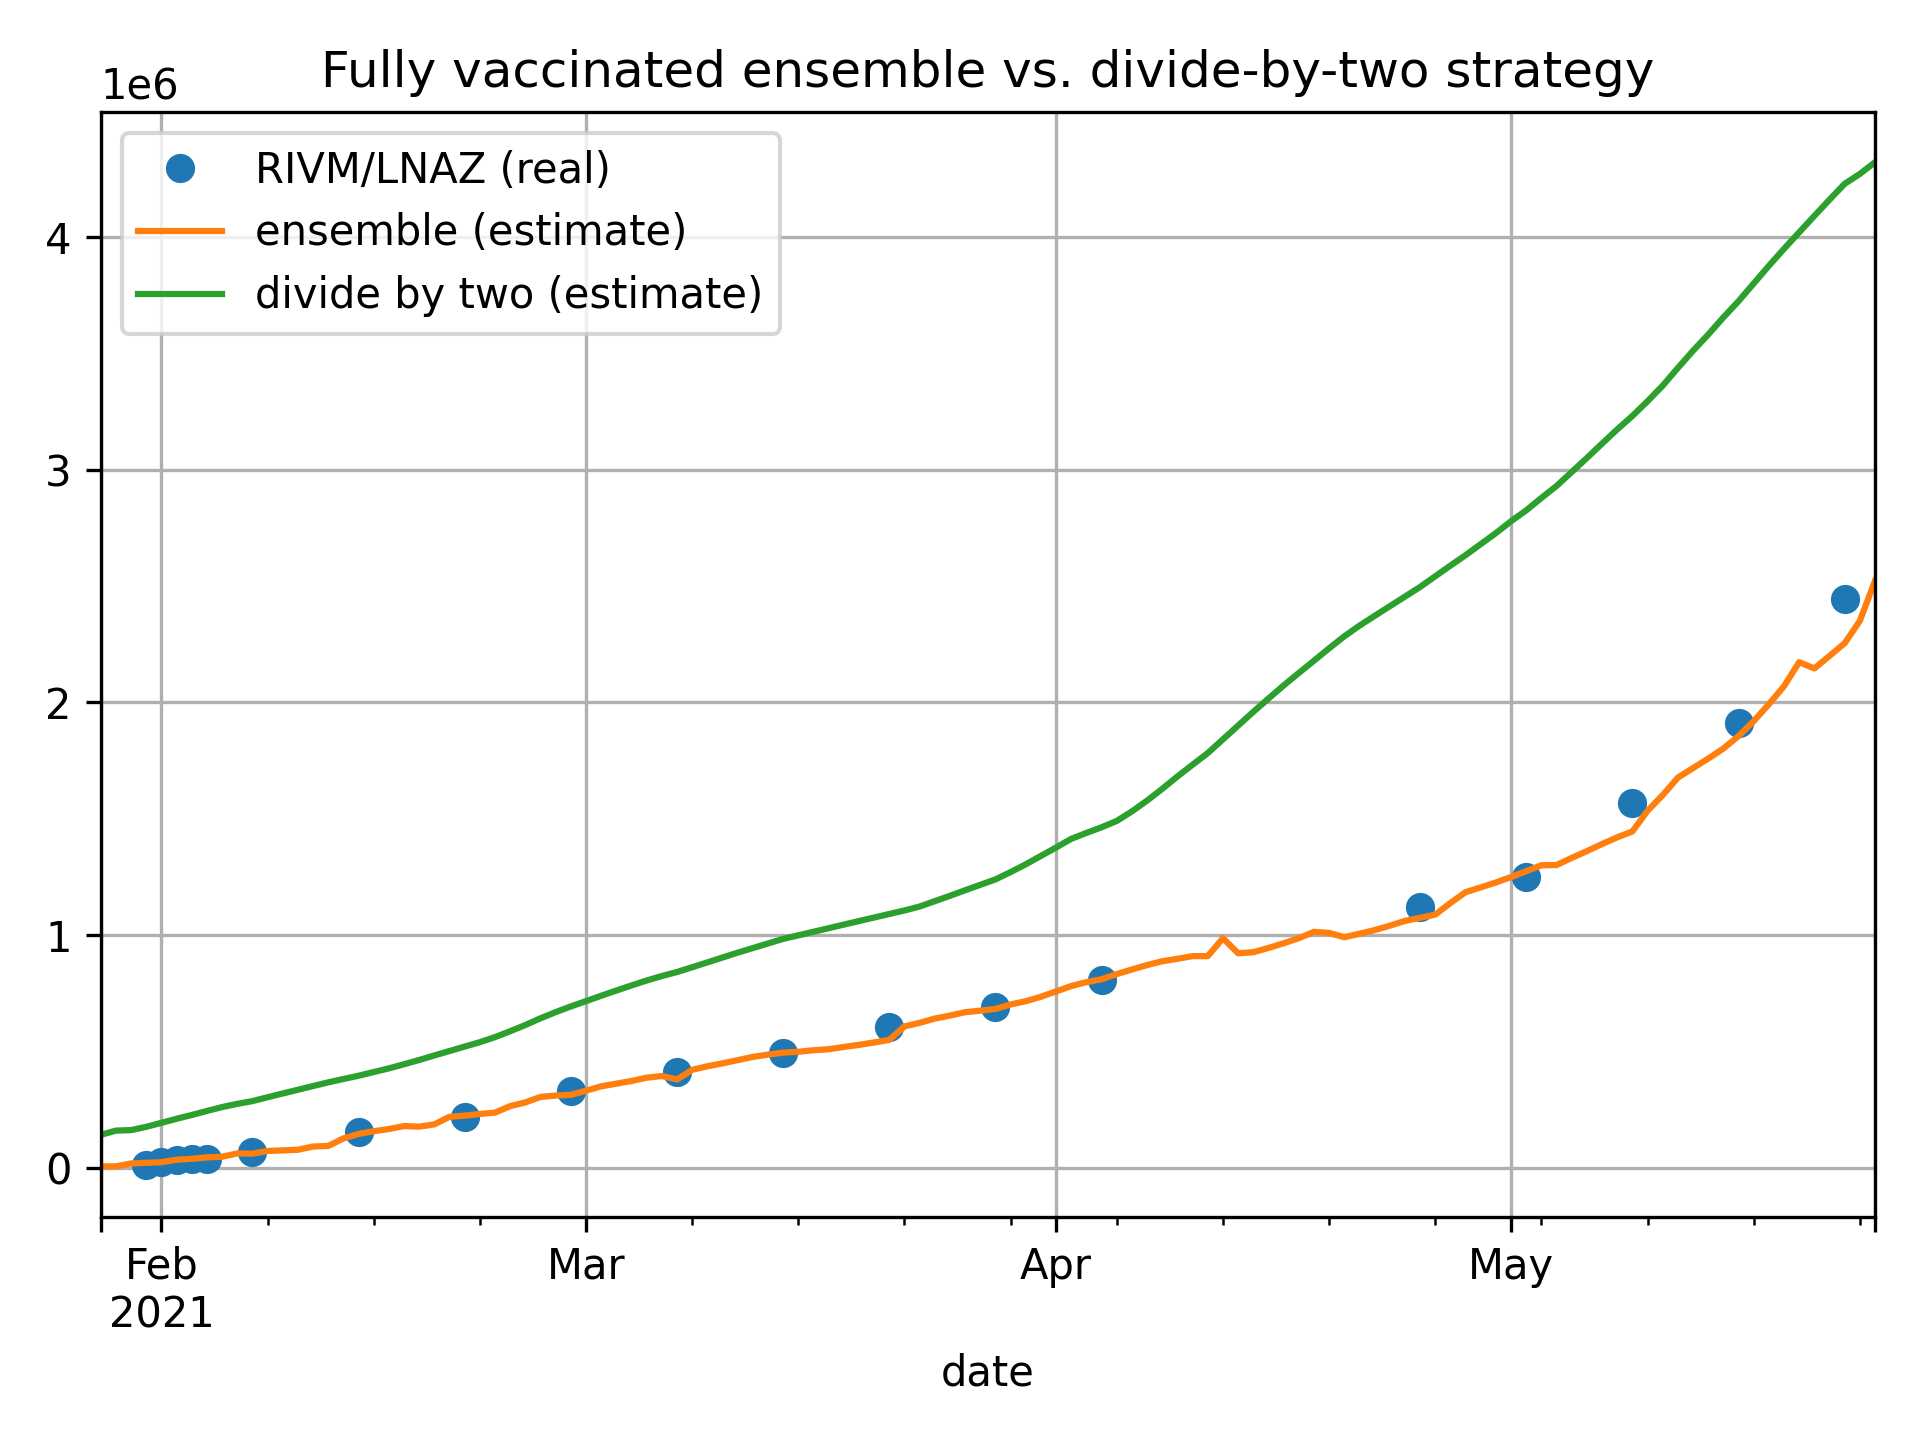 Fully vaccinated ensemble vs. divide-by-two strategy
1e6
RIVM/LNAZ (real)
ensemble (estimate)
divide by two (estimate)
4
3
2
1
0
Feb Mar Apr May
2021
date